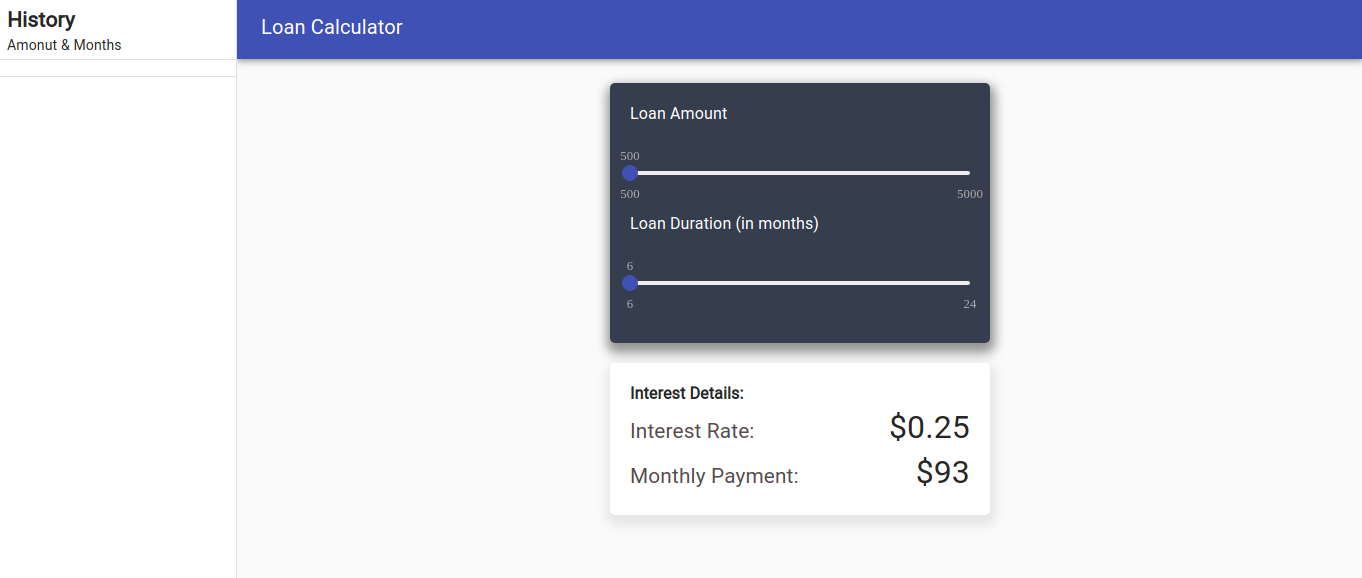 History
Amonut & Months
Loan Calculator
Loan Amount
500
500 5000
Loan Duration (in months)
6
6 24
Interest Details:
Interest Rate: $0.25
Monthly Payment: $93